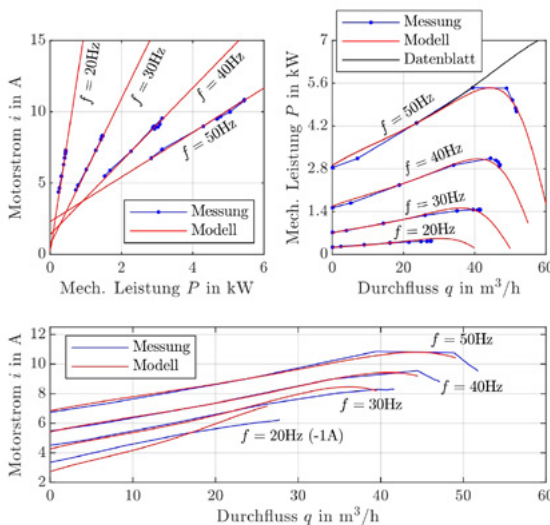 15
10
5
0
0
2
4
6
Motorstrom i in A
Mech. Leistung P in kW
f = 20Hz
f = 30Hz
f = 40Hz
f = 50Hz
Messung
Modell
7
5.6
4.2
2.8
1.4
0
0
20
40
60
Mech. Leistung P in kW
Durchfluss q in m³/h
Messung
Modell
Datenblatt
f = 50Hz
f = 40Hz
f = 30Hz
f = 20Hz
12
10
8
6
4
2
0
10
20
30
40
50
60
Motorstrom i in A
Durchfluss q in m³/h
Messung
Modell
f = 50Hz
f = 40Hz
f = 30Hz
f = 20Hz (-1A)